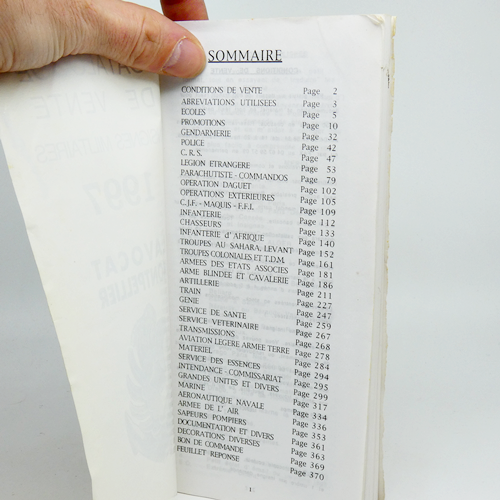 SOMMAIRE
CONDITIONS DE VENTE Page 2
ABREVIATIONS UTILISEES Page 3
ECOLES Page 5
PROMOTIONS Page 10
GENDARMERIE Page 32
POLICE Page 42
C.R.S. Page 47
LEGION ETRANGERE Page 53
PARACHUTISTE - COMMANDOS Page 79
OPERATION DAGUET Page 102
OPERATIONS EXTERIEURES Page 105
C.J.F. - MAQUIS - F.F.I. Page 109
INFANTERIE Page 112
CHASSEURS Page 133
INFANTERIE d'AFRIQUE Page 140
TROUPES AU SAHARA, LEVANT Page 152
TROUPES COLONIALES ET T.D.M. Page 161
ARMEES DES ETATS ASSOCIES Page 181
ARME BLINDEE ET CAVALERIE Page 186
ARTILLERIE Page 211
TRAIN Page 227
GENIE Page 247
SERVICE DE SANTE Page 259
SERVICE VETERINAIRE Page 267
TRANSMISSIONS Page 268
AVIATION LEGERE ARMEE TERRE Page 278
MATERIEL Page 284
SERVICE DES ESSENCES Page 294
INTENDANCE - COMMISSARIAT Page 295
GRANDES UNITES ET DIVERS Page 299
MARINE Page 317
AERONAUTIQUE NAVALE Page 334
ARMEE DE L' AIR Page 336
SAPEURS POMPIERS Page 353
DOCUMENTATION ET DIVERS Page 361
DECORATIONS DIVERSES Page 363
BON DE COMMANDE Page 369
FEUILLET REPONSE Page 370
1